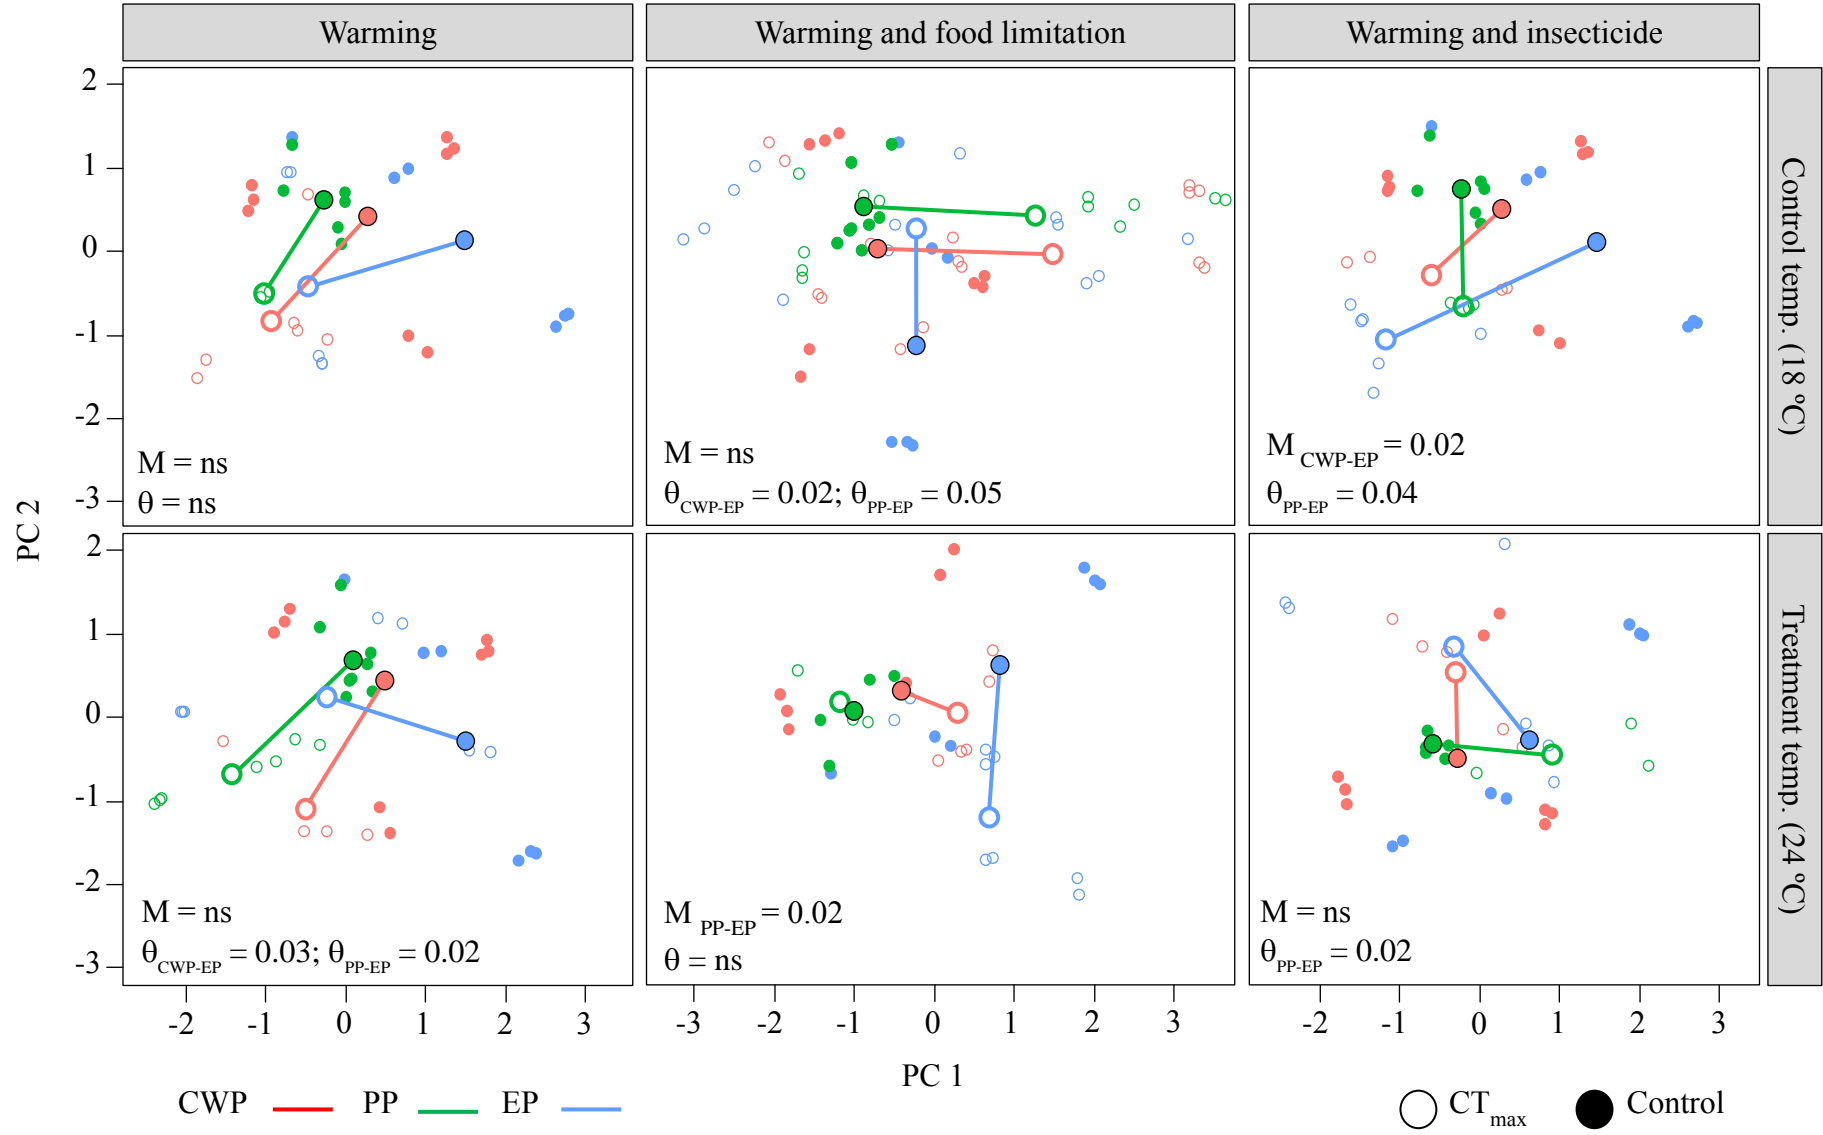 Warming
Warming and food limitation
Warming and insecticide
2
1
0
-1
-2
-3
M = ns
θ = ns
M = ns
θCWP-EP = 0.02; θPP-EP = 0.05
M CWP-EP = 0.02
θPP-EP = 0.04
Control temp. (18 ºC)
PC 2
2
1
0
-1
-2
-3
M = ns
θCWP-EP = 0.03; θPP-EP = 0.02
M PP-EP = 0.02
θ = ns
M = ns
θPP-EP = 0.02
Treatment temp. (24 ºC)
-2 -1 0 1 2 3
-3 -2 -1 0 1 2 3
-2 -1 0 1 2 3
PC 1
CWP PP EP
CTmax Control